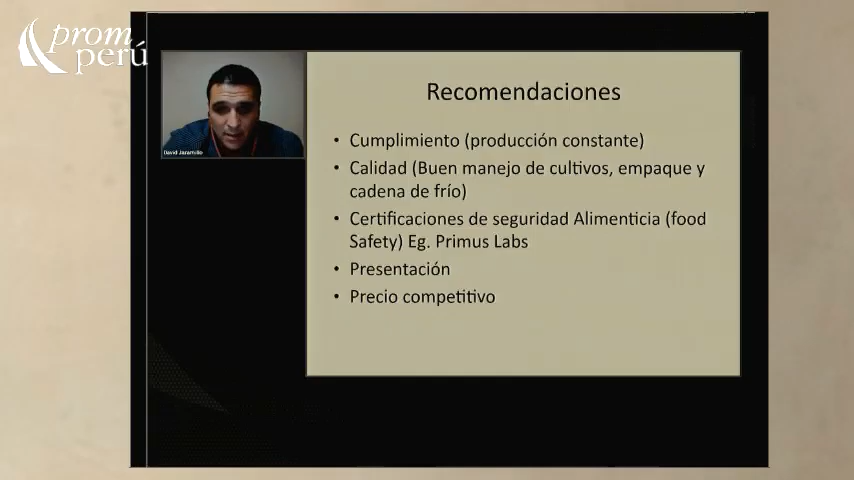 prom
perú
David Jaramillo
Recomendaciones
• Cumplimiento (producción constante)
• Calidad (Buen manejo de cultivos, empaque y
cadena de frío)
• Certificaciones de seguridad Alimenticia (food
Safety) Eg. Primus Labs
• Presentación
• Precio competitivo